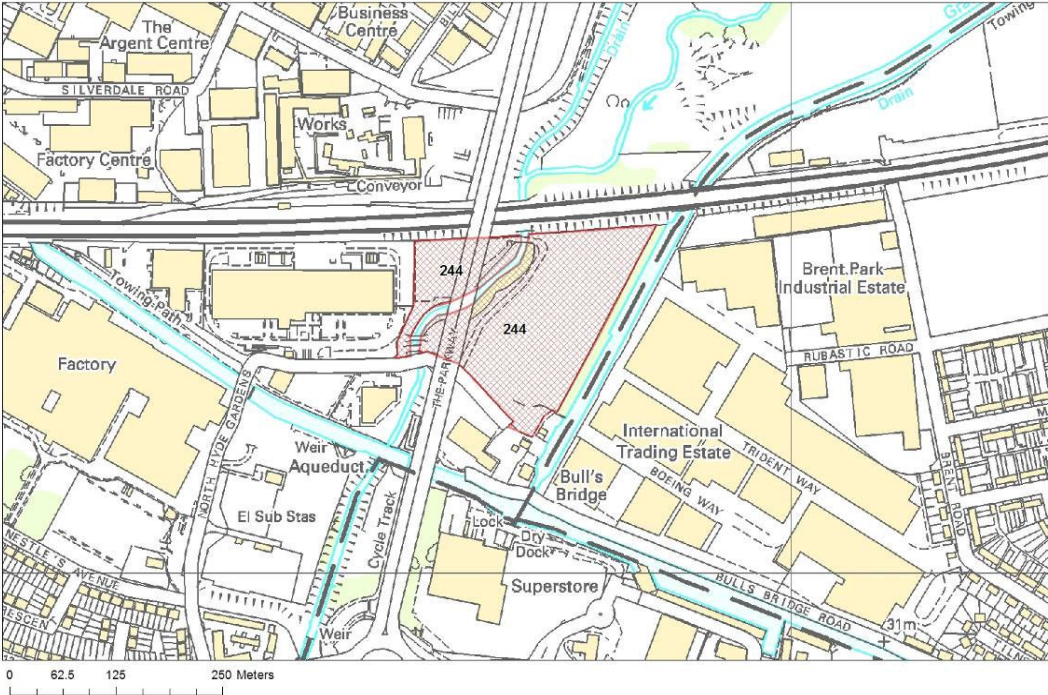 The
Argent Centre
Business
Centre
Drain
Towing
Drain
SILVERDALE ROAD
Works
Factory Centre
Conveyor
244
Brent Park
Industrial Estate
Towing Path
244
RUBASTIC ROAD
Factory
THE PARKWAY
NORTH HYDE GARDENS
International
Trading Estate
TRIDENT WAY
Weir
Aqueduct
Bull's
Bridge
BOEING WAY
BRENT ROAD
El Sub Stas
Cycle Track
Lock
Dry
Dock
NESTLE'S AVENUE
Superstore
BULLS BRIDGE ROAD
Weir
31m
0 62.5 125 250 Meters